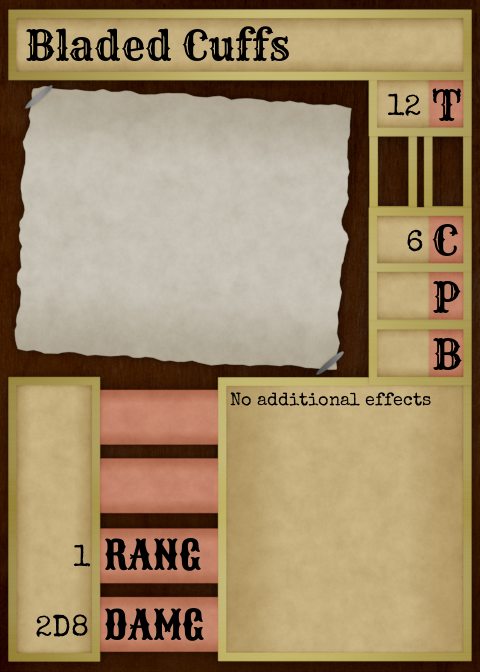 Bladed Cuffs
12 T
6 C
P
B
No additional effects
1 RANG
2D8 DAMG